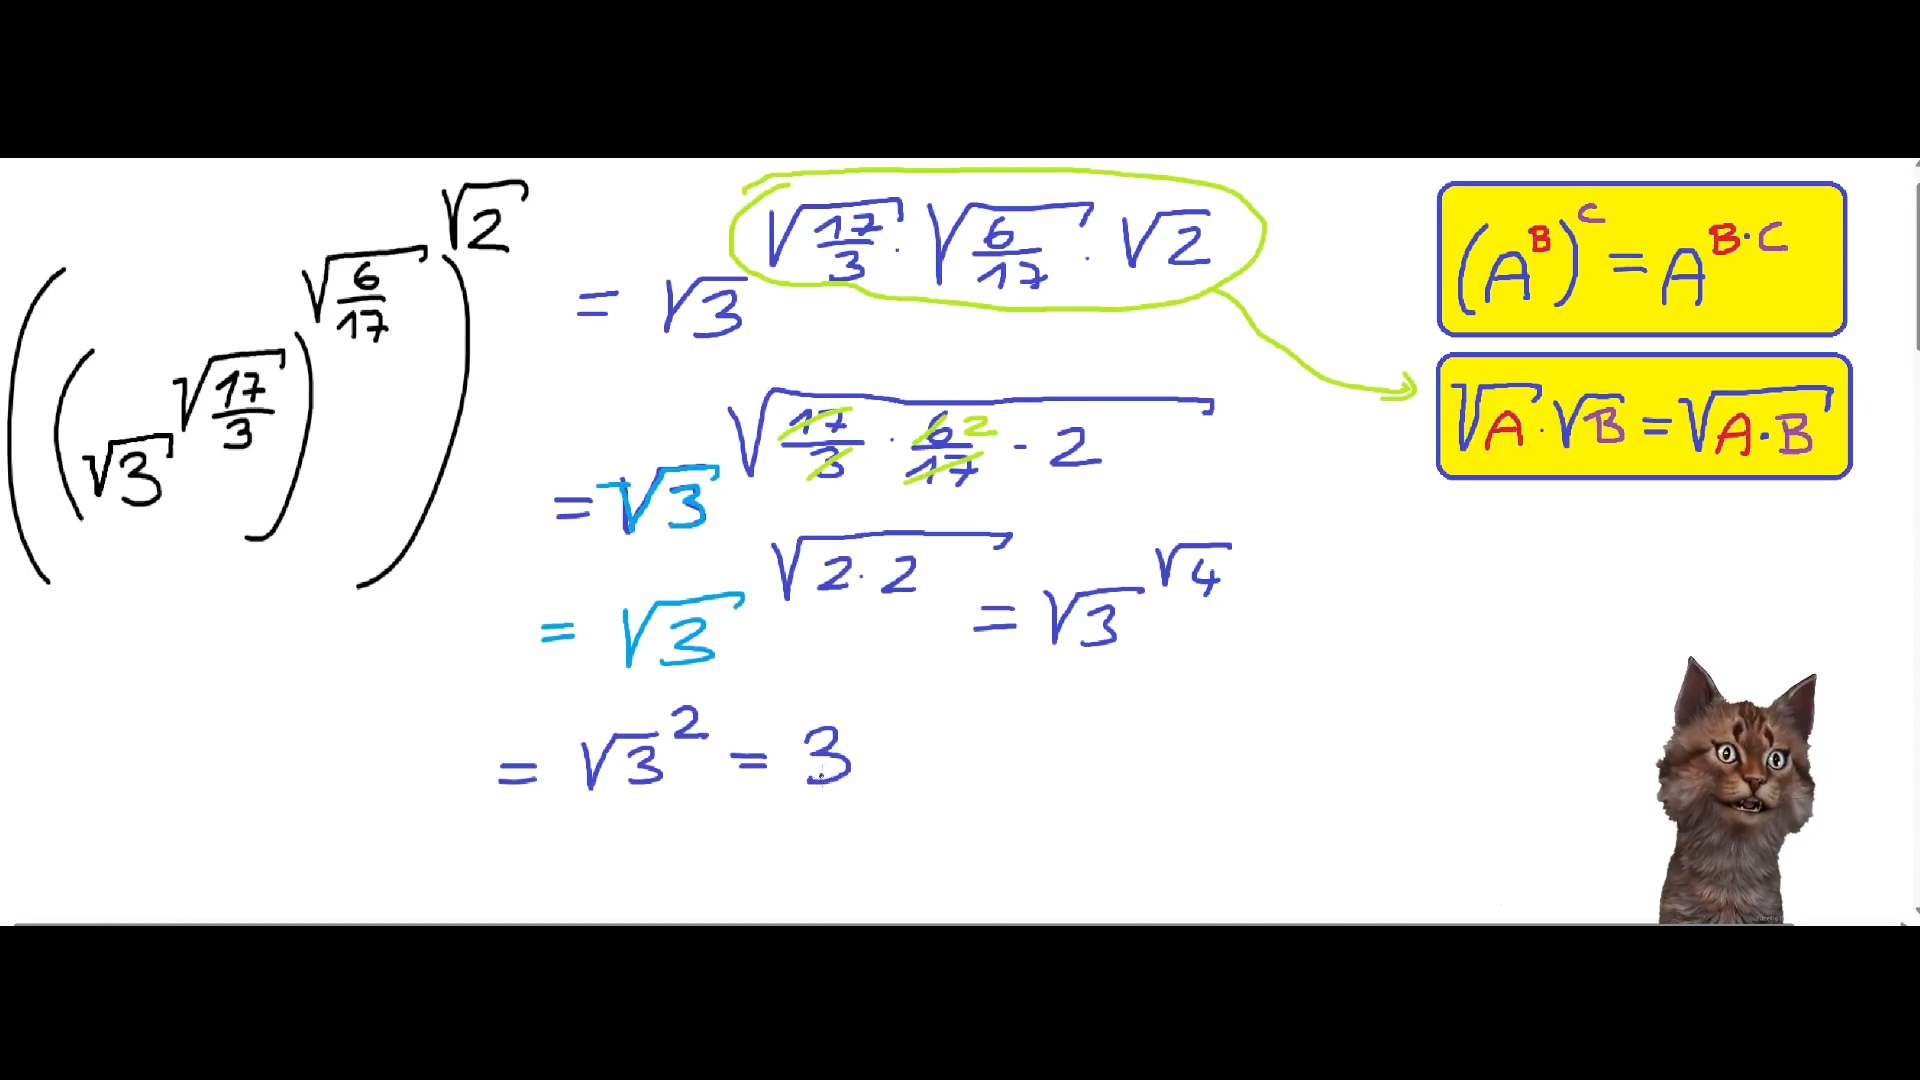 ((√3^√(17/3))^√(6/17))^√2
= √3^(√(17/3) · √(6/17) · √2)
= √3^√(17/3 · 6/17 · 2)
2
= √3^√(2·2) = √3^√4
= √3^2 = 3
(A^B)^C = A^(B·C)
√A · √B = √(A·B)